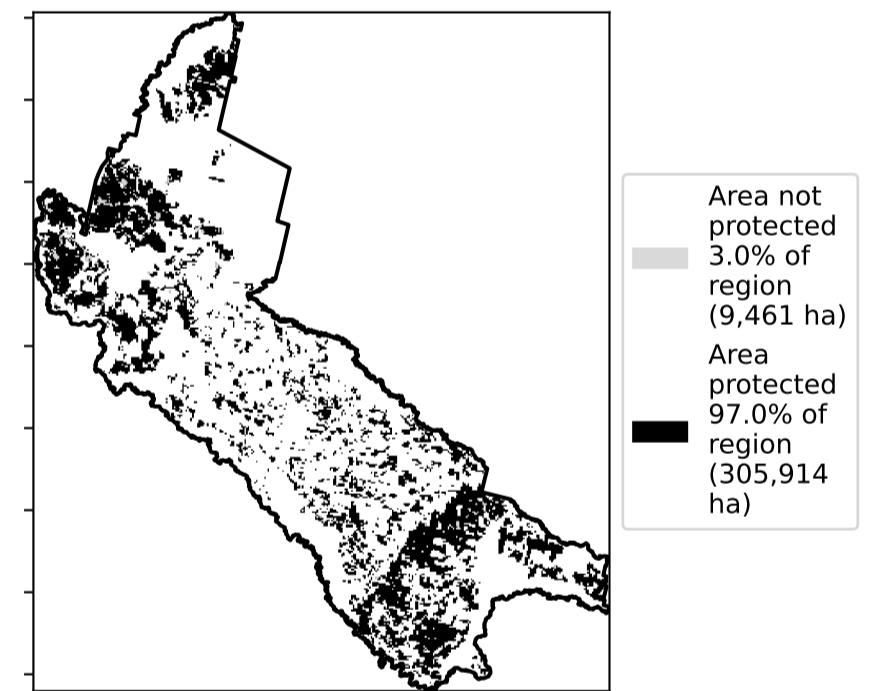 Area not
protected
3.0% of
region
(9,461 ha)
Area
protected
97.0% of
region
(305,914
ha)